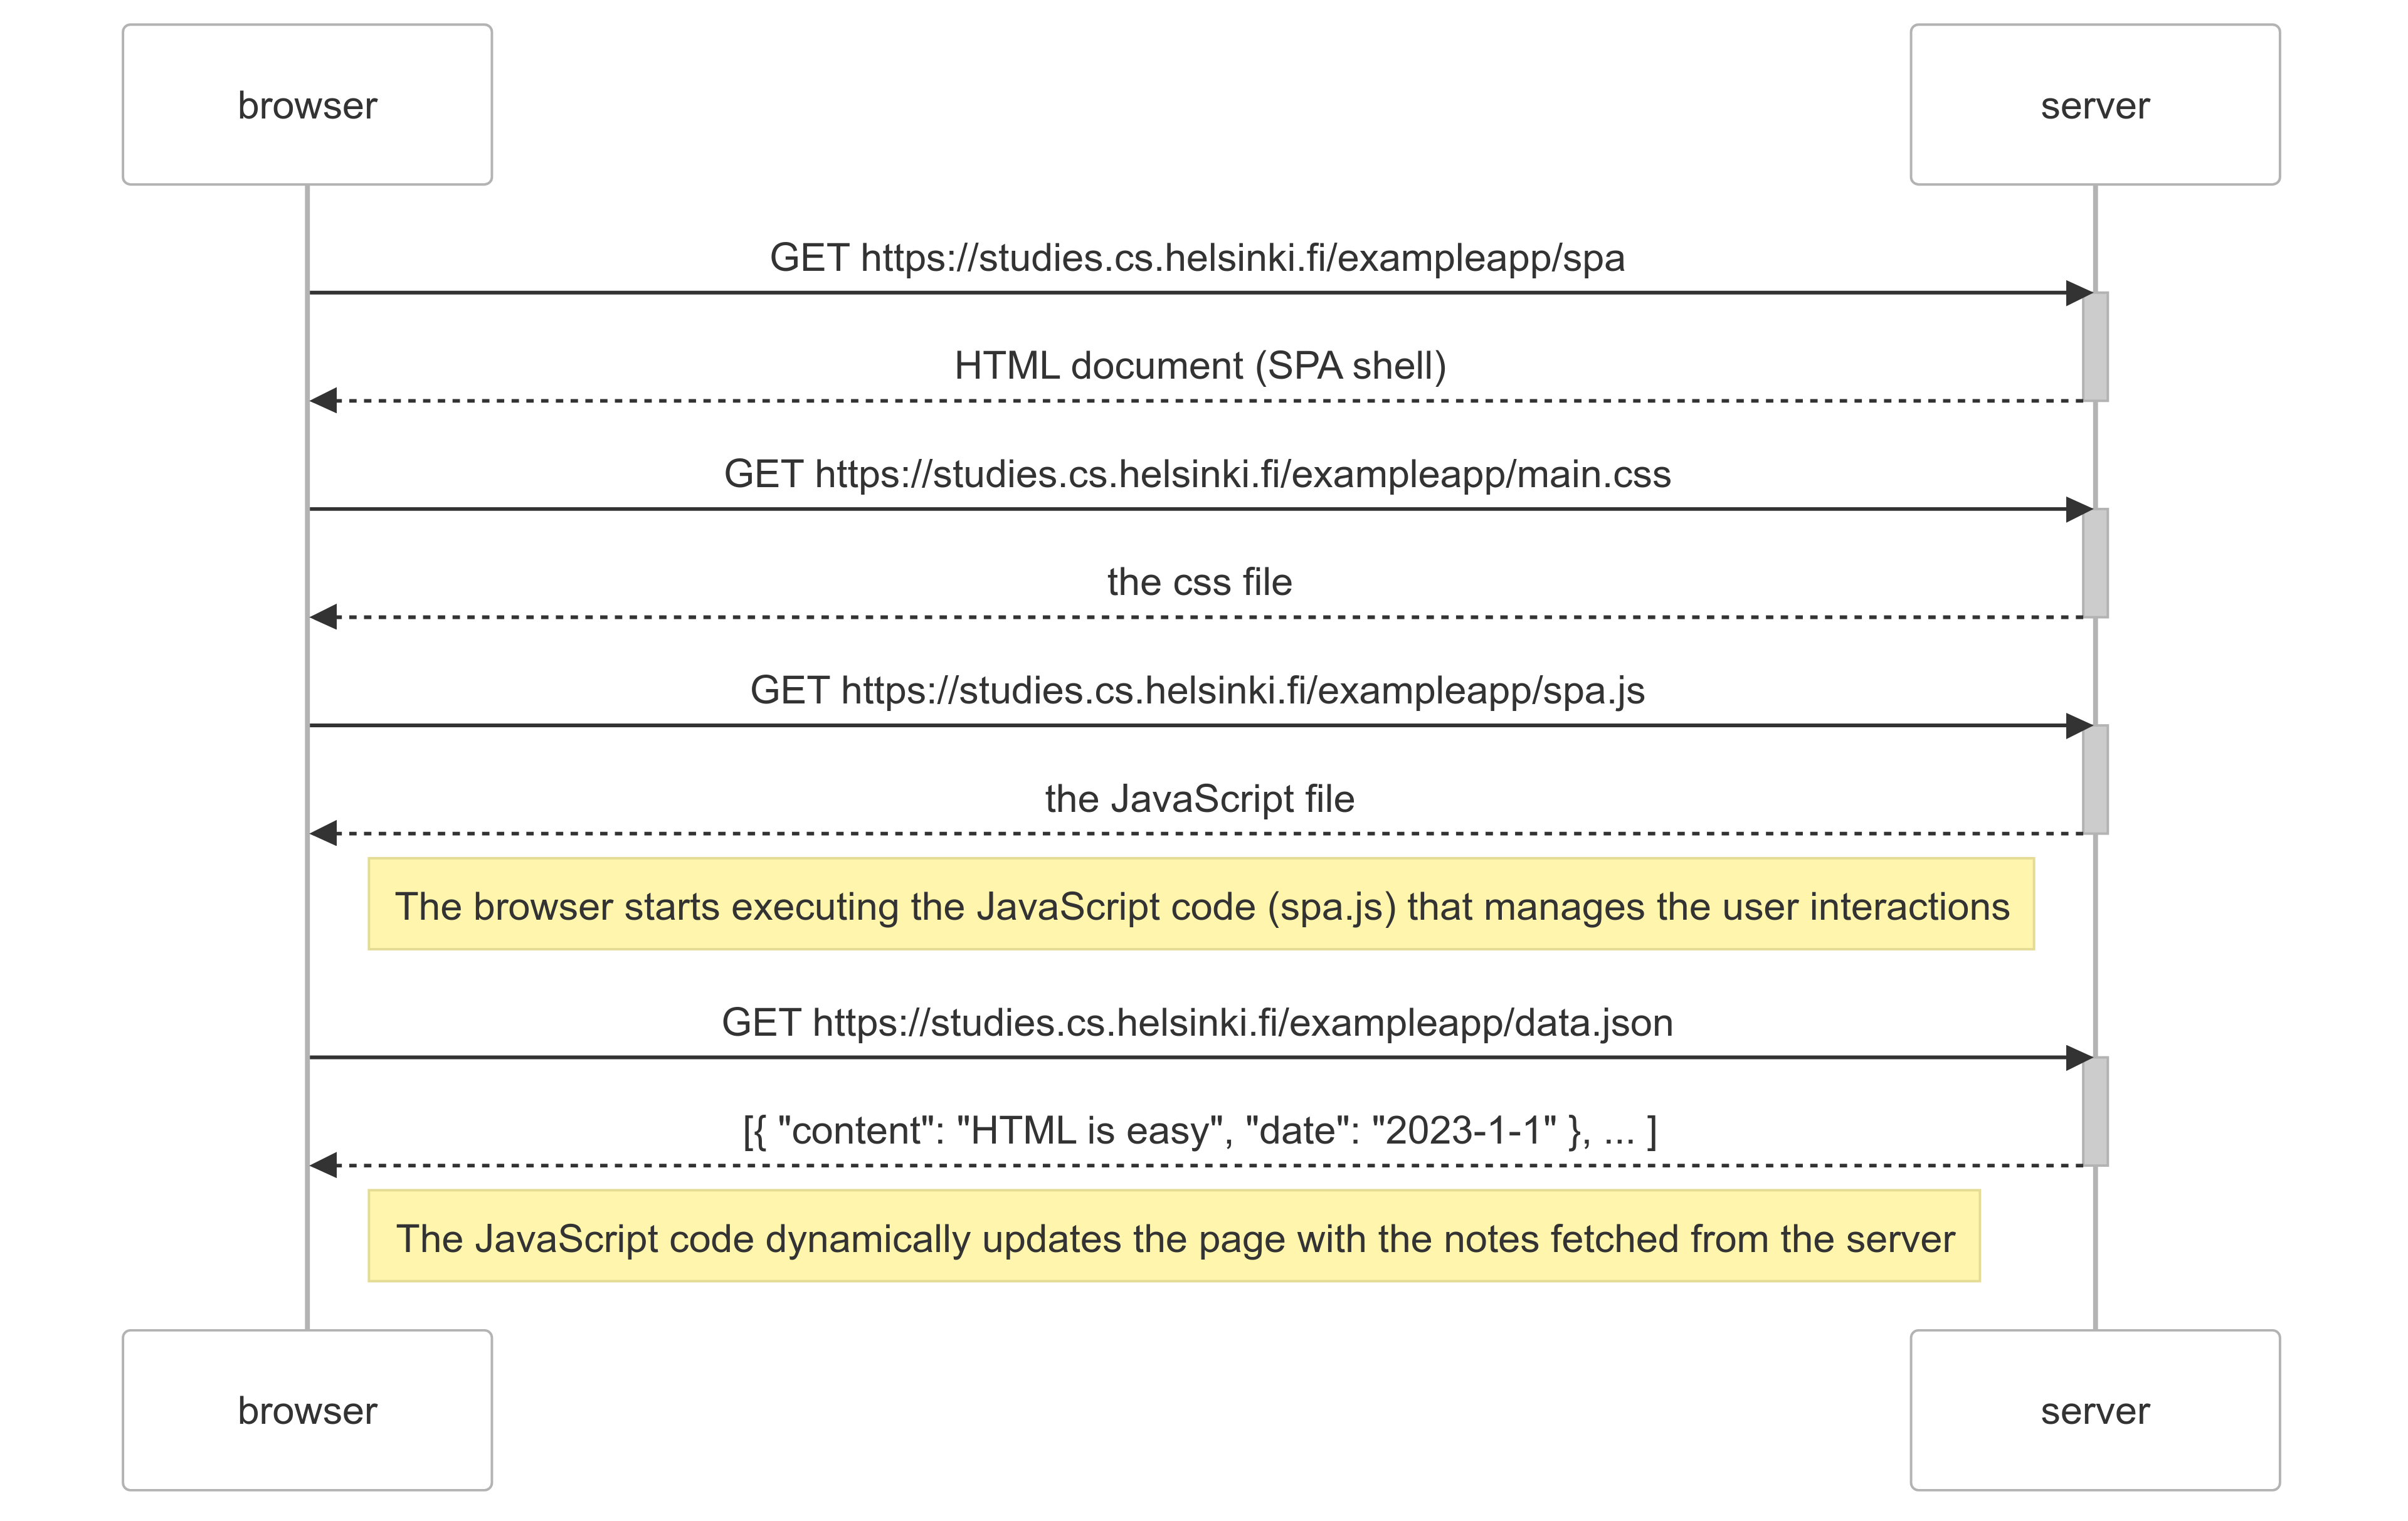 browser
server
GET https://studies.cs.helsinki.fi/exampleapp/spa
HTML document (SPA shell)
GET https://studies.cs.helsinki.fi/exampleapp/main.css
the css file
GET https://studies.cs.helsinki.fi/exampleapp/spa.js
the JavaScript file
The browser starts executing the JavaScript code (spa.js) that manages the user interactions
GET https://studies.cs.helsinki.fi/exampleapp/data.json
[{ "content": "HTML is easy", "date": "2023-1-1" }, ... ]
The JavaScript code dynamically updates the page with the notes fetched from the server
browser
server